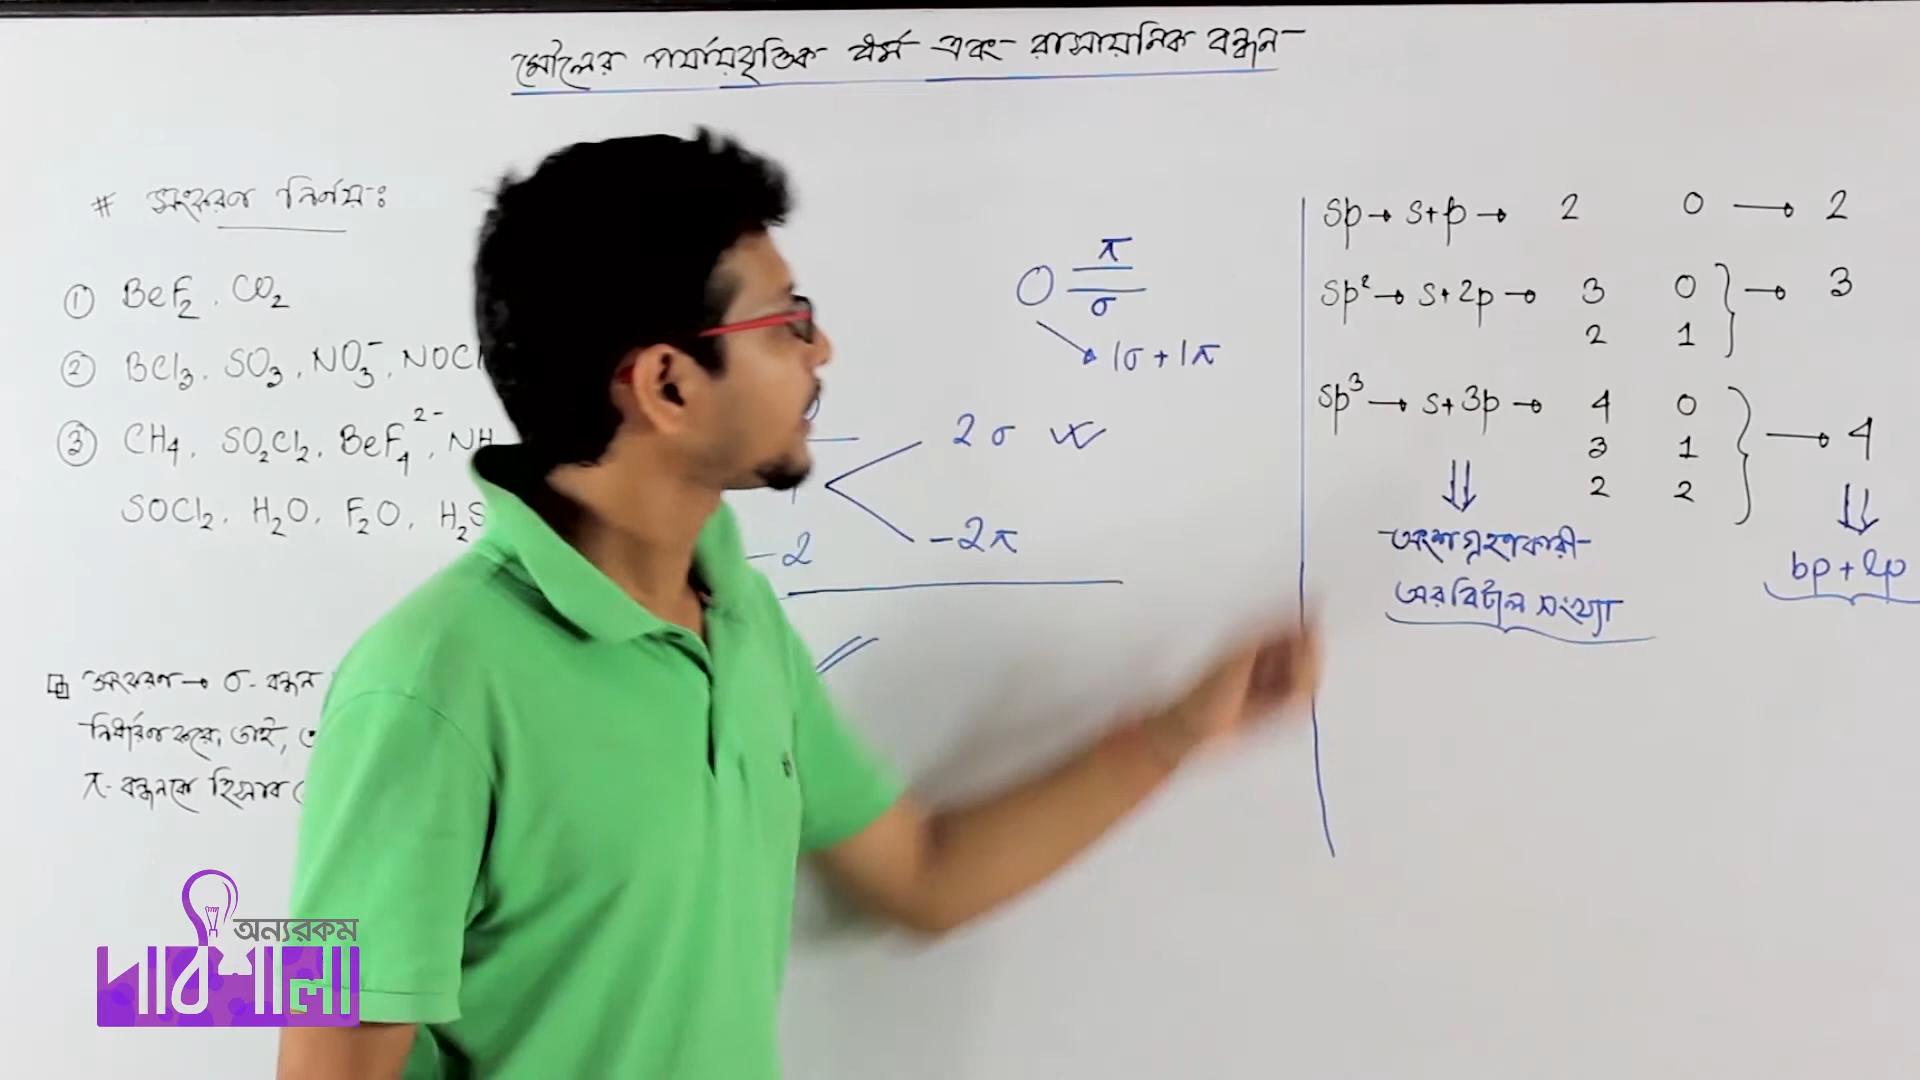 মৌলের পর্যায়বৃত্তিক ধর্ম এবং রাসায়নিক বন্ধন
# সংকরণ নির্ণয়ঃ
① BeF₂, CO₂
② BCl₃, SO₃, NO₃⁻, NOCl
③ CH₄, SO₂Cl₂, BeF₄²⁻, NH
SOCl₂, H₂O, F₂O, H₂S
সংকরণ → σ-বন্ধন
নির্ধারণ করে, তাই,
π-বন্ধনকে হিসাব
O π
σ
1σ + 1π
2σ
-2π
-2
sp → s+p → 2 0 → 2
sp² → s+2p → 3 0 } → 3
2 1
sp³ → s+3p → 4 0 } → 4
3 1
2 2
অংশগ্রহণকারী
অরবিটাল সংখ্যা
bp + lp
অন্যরকম
পাঠশালা